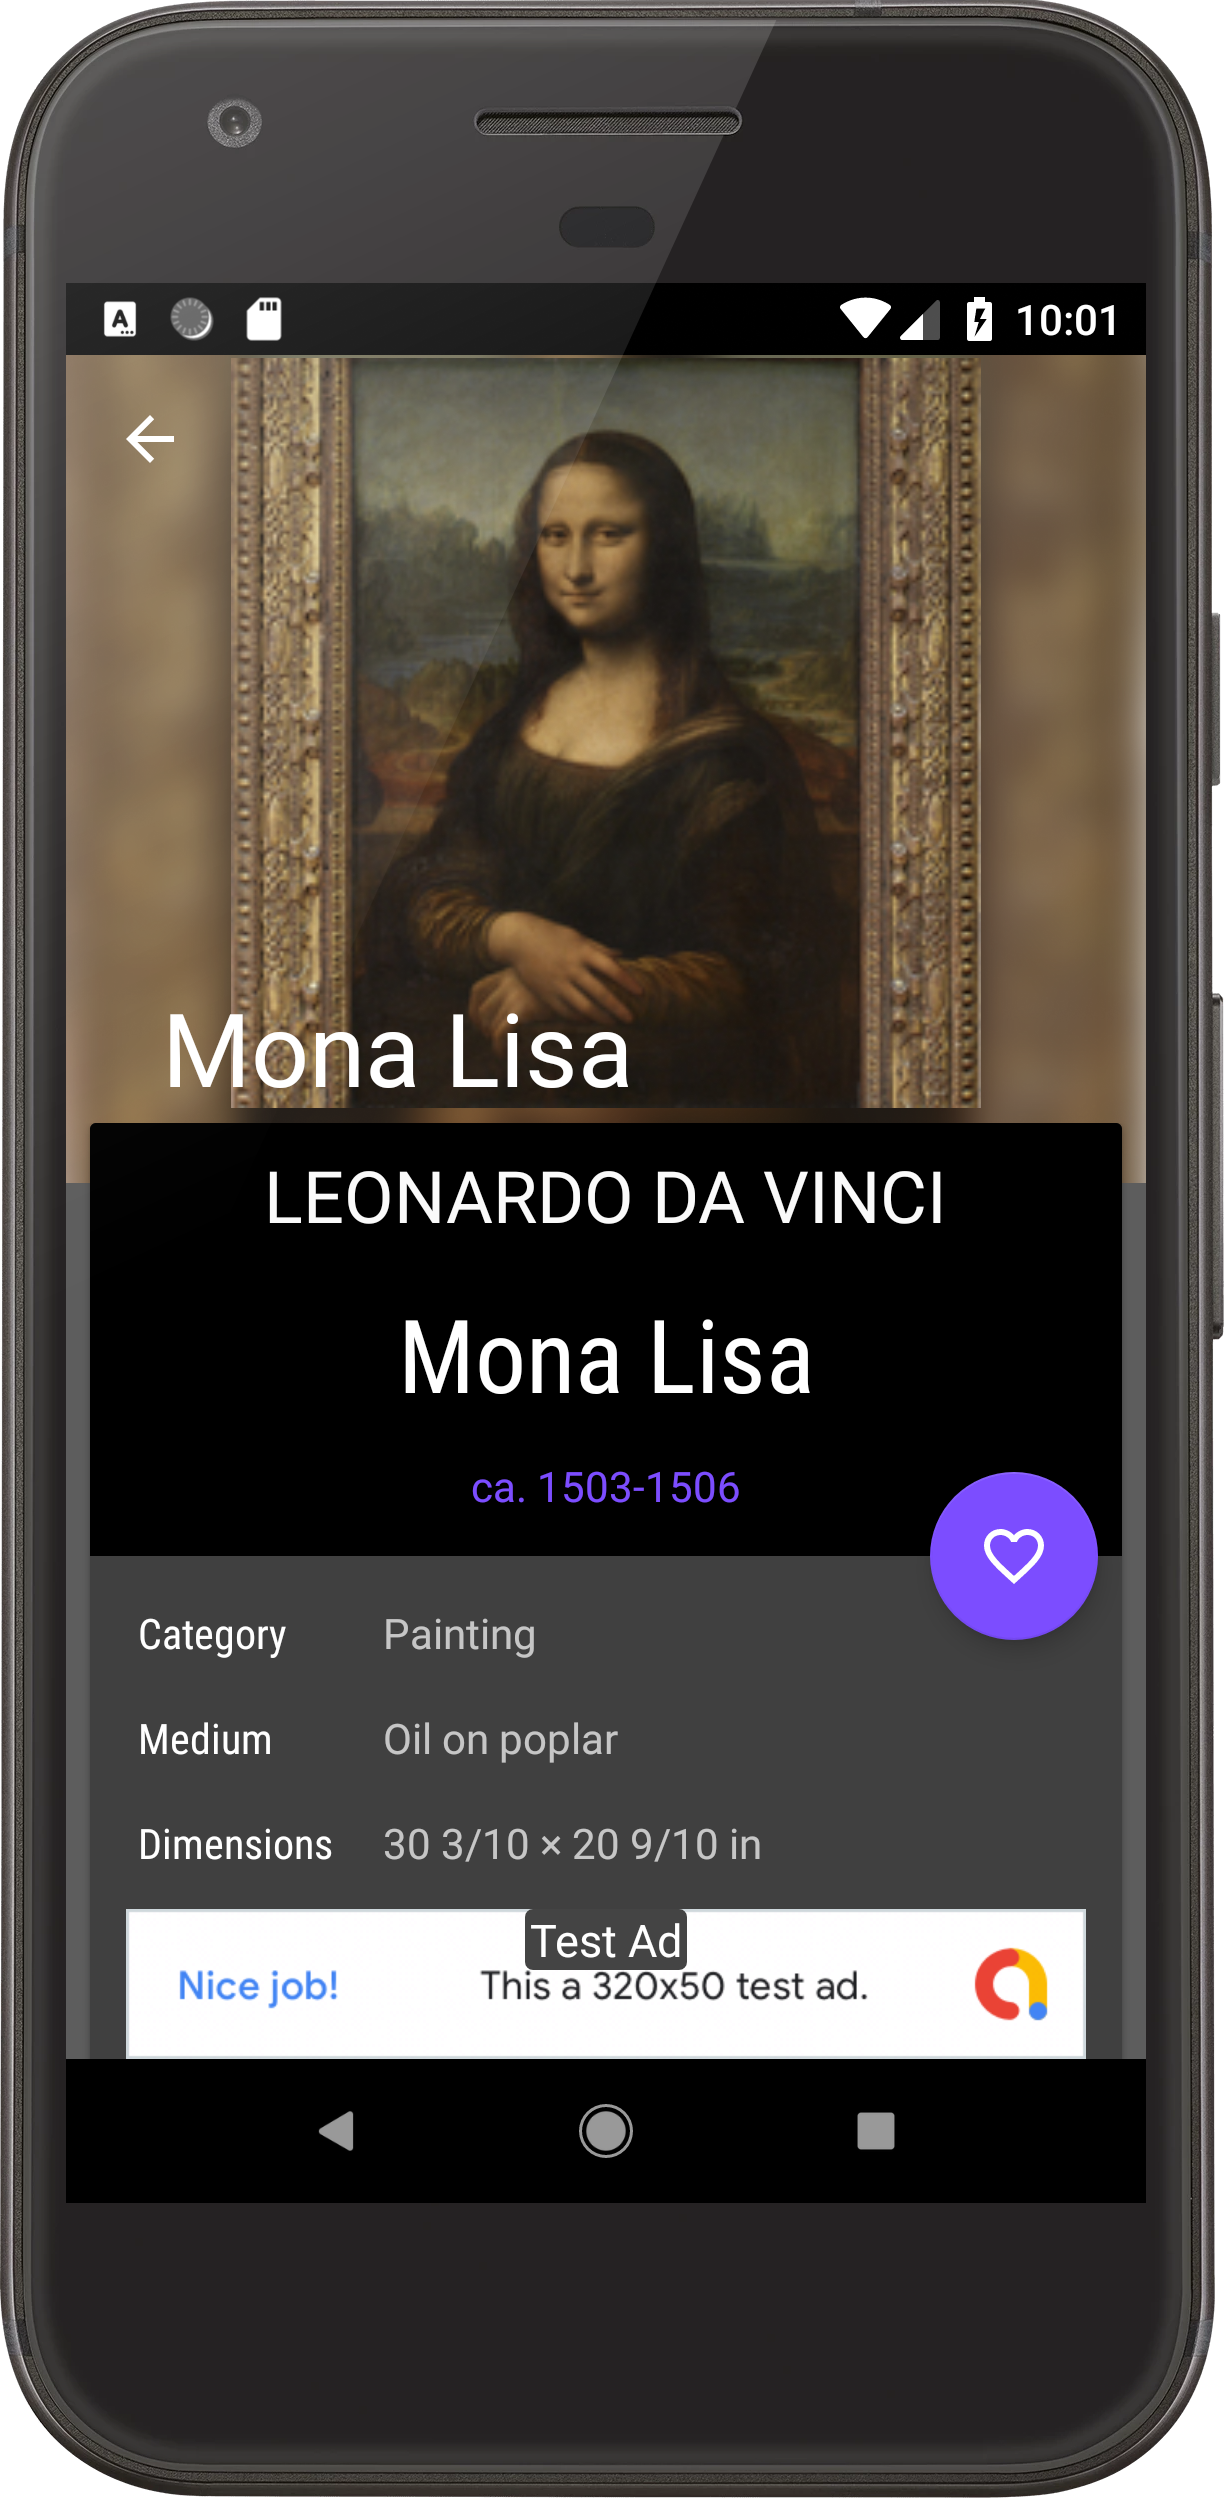 10:01
Mona Lisa
LEONARDO DA VINCI
Mona Lisa
ca. 1503-1506
Category Painting
Medium Oil on poplar
Dimensions 30 3/10 × 20 9/10 in
Test Ad
Nice job! This a 320x50 test ad.